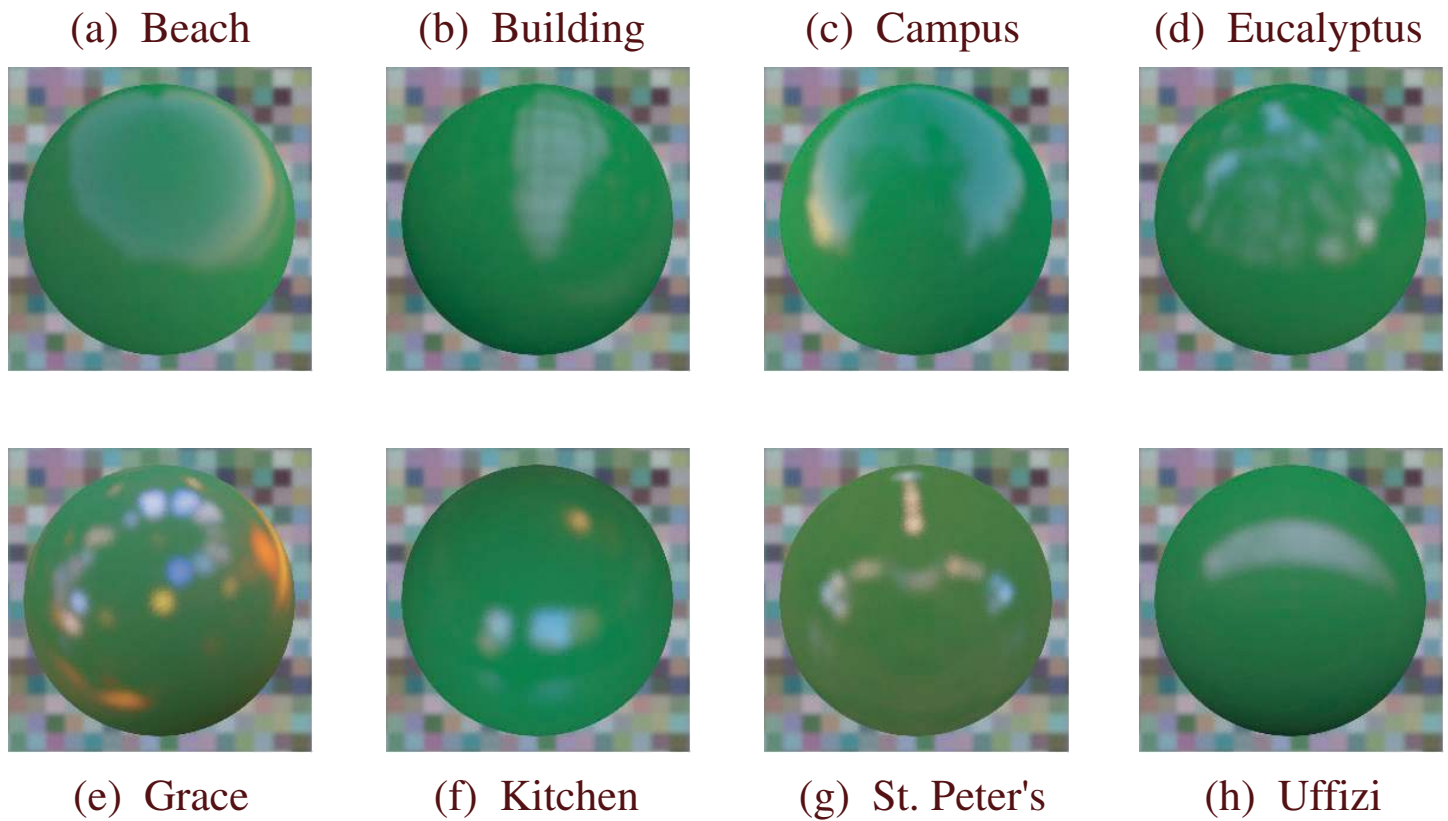 (a) Beach
(b) Building
(c) Campus
(d) Eucalyptus
(e) Grace
(f) Kitchen
(g) St. Peter's
(h) Uffizi